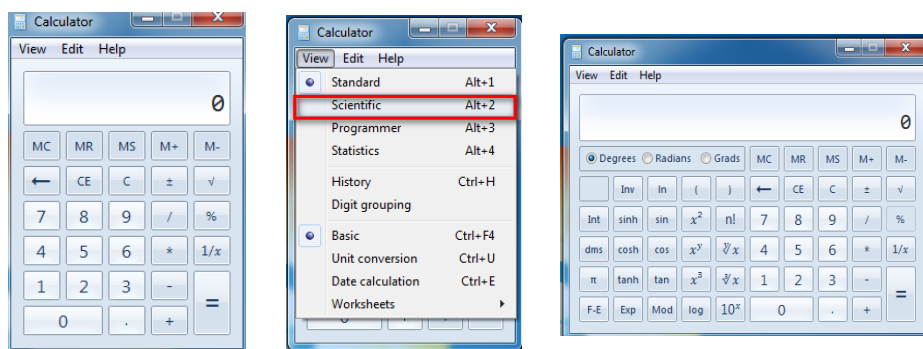 Calculator
View Edit Help
0
MC MR MS M+ M-
← CE C ± √
7 8 9 / %
4 5 6 * 1/x
1 2 3 - =
0 . +
Calculator
View Edit Help
Standard Alt+1
Scientific Alt+2
Programmer Alt+3
Statistics Alt+4
History Ctrl+H
Digit grouping
Basic Ctrl+F4
Unit conversion Ctrl+U
Date calculation Ctrl+E
Worksheets
Calculator
View Edit Help
0
Degrees Radians Grads MC MR MS M+ M-
Inv ln ( ) ← CE C ± √
Int sinh sin x² n! 7 8 9 / %
dms cosh cos xʸ ʸ√x 4 5 6 * 1/x
π tanh tan x³ ³√x 1 2 3 - =
F-E Exp Mod log 10ˣ 0 . +